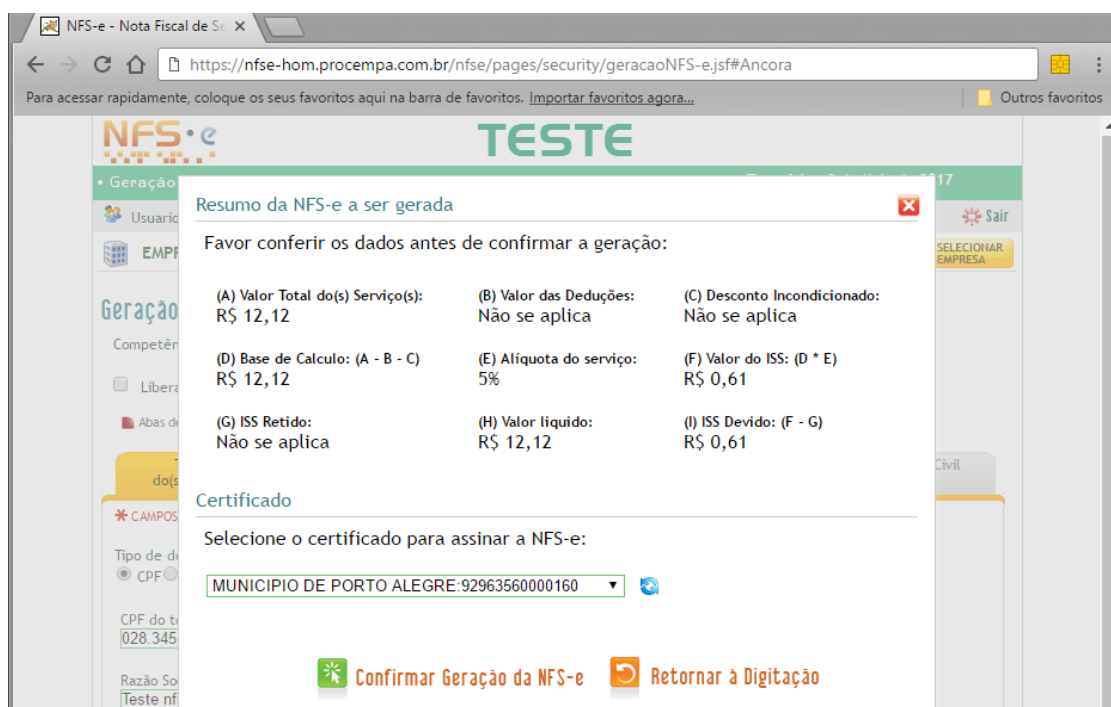 NFS-e - Nota Fiscal de Se
https://nfse-hom.procempa.com.br/nfse/pages/security/geracaoNFS-e.jsf#Ancora
Para acessar rapidamente, coloque os seus favoritos aqui na barra de favoritos. Importar favoritos agora... Outros favoritos
NFS·e TESTE
• Geração 17
Resumo da NFS-e a ser gerada
Usuario Sair
Favor conferir os dados antes de confirmar a geração:
EMPR SELECIONAR
EMPRESA
(A) Valor Total do(s) Serviço(s): (B) Valor das Deduções: (C) Desconto Incondicionado:
Geração R$ 12,12 Não se aplica Não se aplica
Competên
(D) Base de Calculo: (A - B - C) (E) Alíquota do serviço: (F) Valor do ISS: (D * E)
R$ 12,12 5% R$ 0,61
Libera
(G) ISS Retido: (H) Valor líquido: (I) ISS Devido: (F - G)
Abas de
Não se aplica R$ 12,12 R$ 0,61
Civil
do(s
Certificado
CAMPOS
Selecione o certificado para assinar a NFS-e:
Tipo de do
CPF
MUNICIPIO DE PORTO ALEGRE:92963560000160
CPF do to
028.345
Confirmar Geração da NFS-e Retornar à Digitação
Razão So
Teste nf